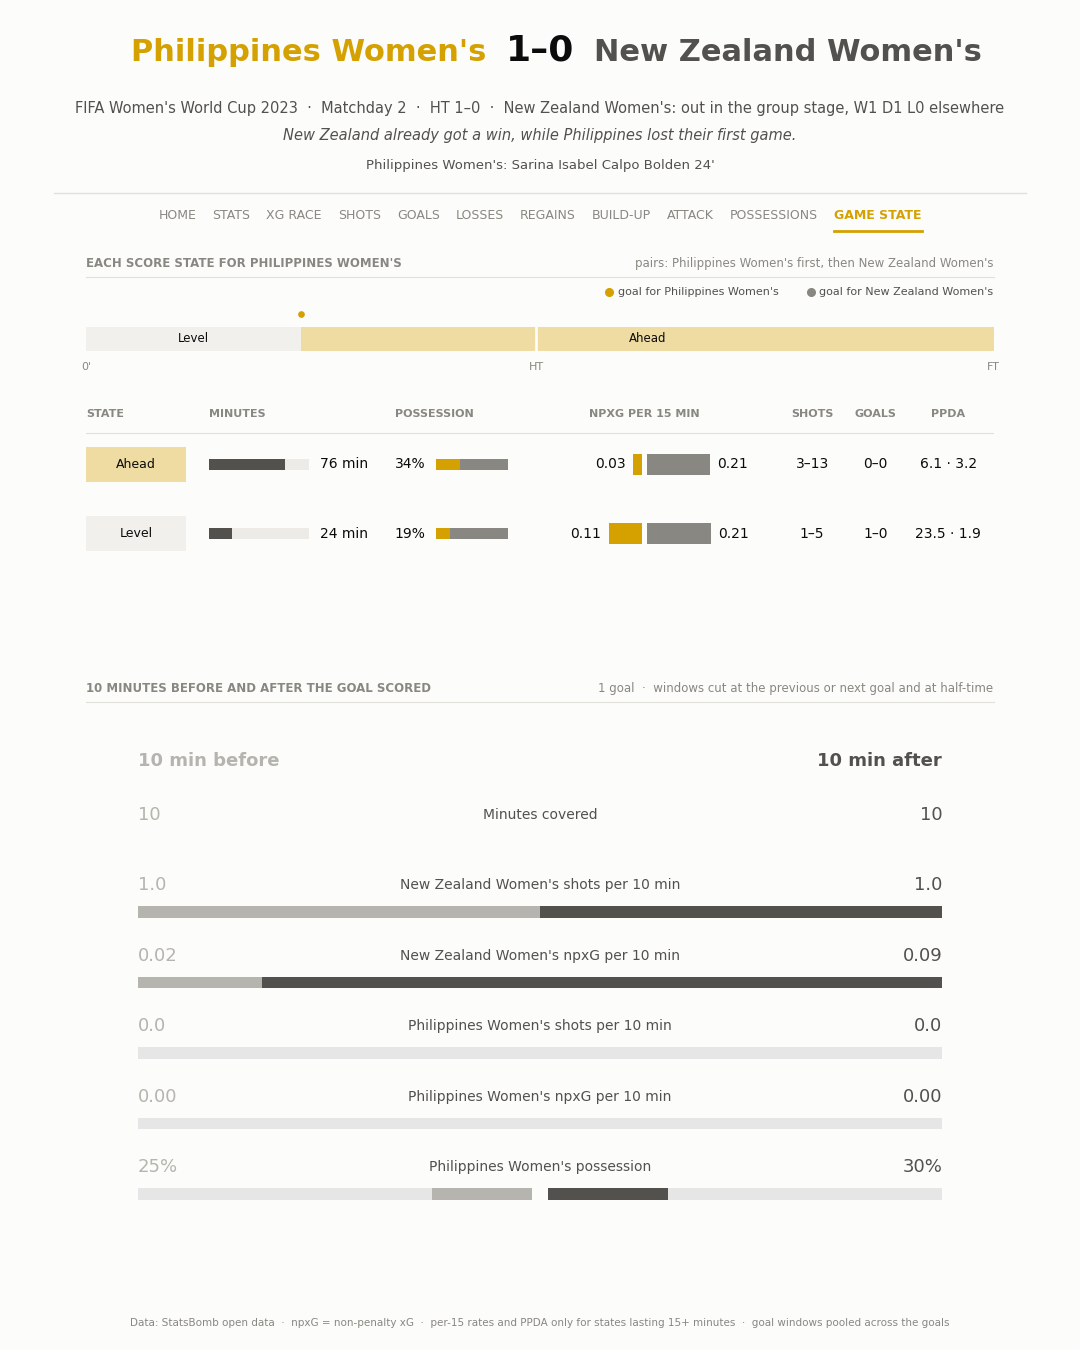 Philippines Women's 1–0 New Zealand Women's
FIFA Women's World Cup 2023 · Matchday 2 · HT 1–0 · New Zealand Women's: out in the group stage, W1 D1 L0 elsewhere
New Zealand already got a win, while Philippines lost their first game.
Philippines Women's: Sarina Isabel Calpo Bolden 24'
HOME STATS XG RACE SHOTS GOALS LOSSES REGAINS BUILD-UP ATTACK POSSESSIONS GAME STATE
EACH SCORE STATE FOR PHILIPPINES WOMEN'S pairs: Philippines Women's first, then New Zealand Women's
goal for Philippines Women's goal for New Zealand Women's
Level Ahead
0' HT FT
STATE MINUTES POSSESSION NPXG PER 15 MIN SHOTS GOALS PPDA
Ahead 76 min 34% 0.03 0.21 3–13 0–0 6.1 · 3.2
Level 24 min 19% 0.11 0.21 1–5 1–0 23.5 · 1.9
10 MINUTES BEFORE AND AFTER THE GOAL SCORED 1 goal · windows cut at the previous or next goal and at half-time
10 min before 10 min after
10 Minutes covered 10
1.0 New Zealand Women's shots per 10 min 1.0
0.02 New Zealand Women's npxG per 10 min 0.09
0.0 Philippines Women's shots per 10 min 0.0
0.00 Philippines Women's npxG per 10 min 0.00
25% Philippines Women's possession 30%
Data: StatsBomb open data · npxG = non-penalty xG · per-15 rates and PPDA only for states lasting 15+ minutes · goal windows pooled across the goals